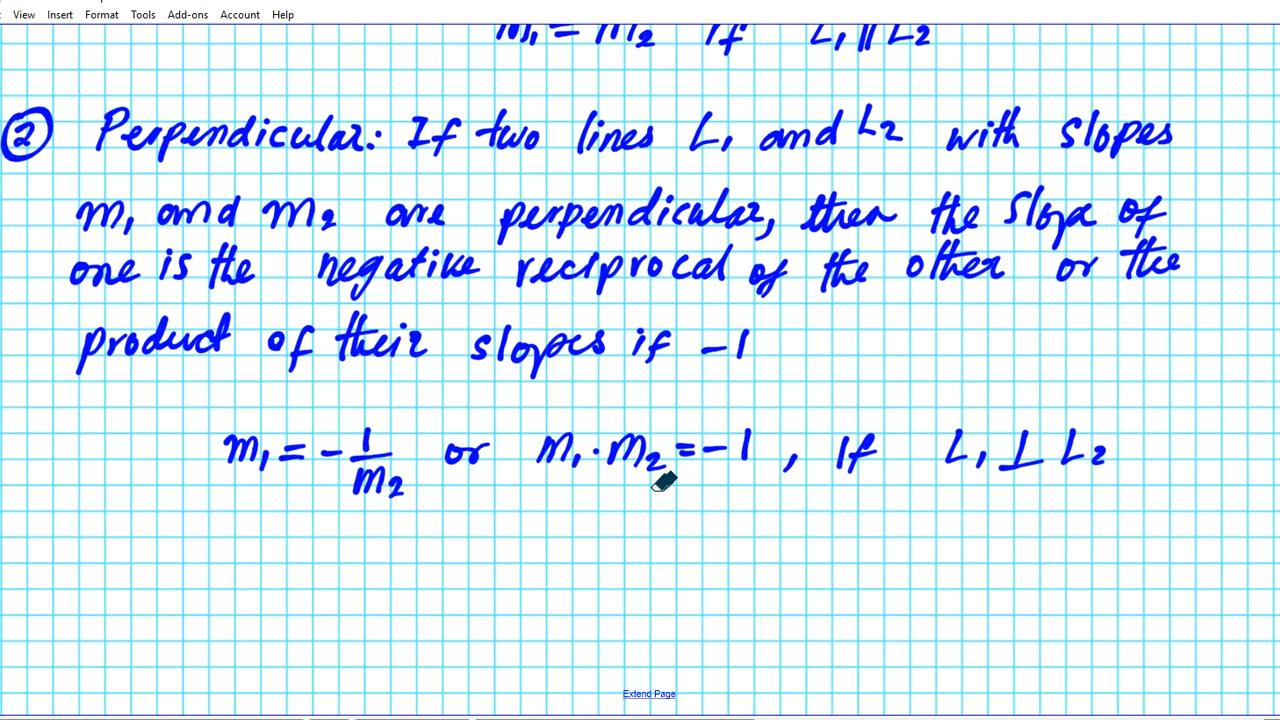 View Insert Format Tools Add-ons Account Help
m₁ = m₂ If L₁ || L₂
② Perpendicular: If two lines L₁ and L₂ with slopes
m₁ and m₂ are perpendicular, then the slope of
one is the negative reciprocal of the other or the
product of their slopes if -1
m₁ = -1/m₂ or m₁·m₂ = -1 , If L₁ ⊥ L₂
Extend Page